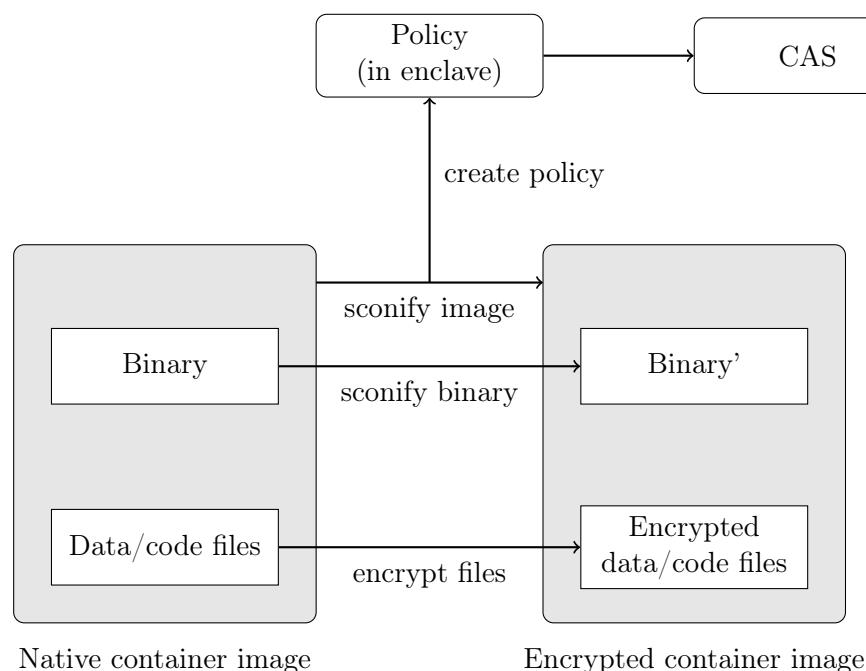 Policy
(in enclave)
CAS
create policy
sconify image
Binary
Binary’
sconify binary
Data/code files
Encrypted
data/code files
encrypt files
Native container image
Encrypted container image